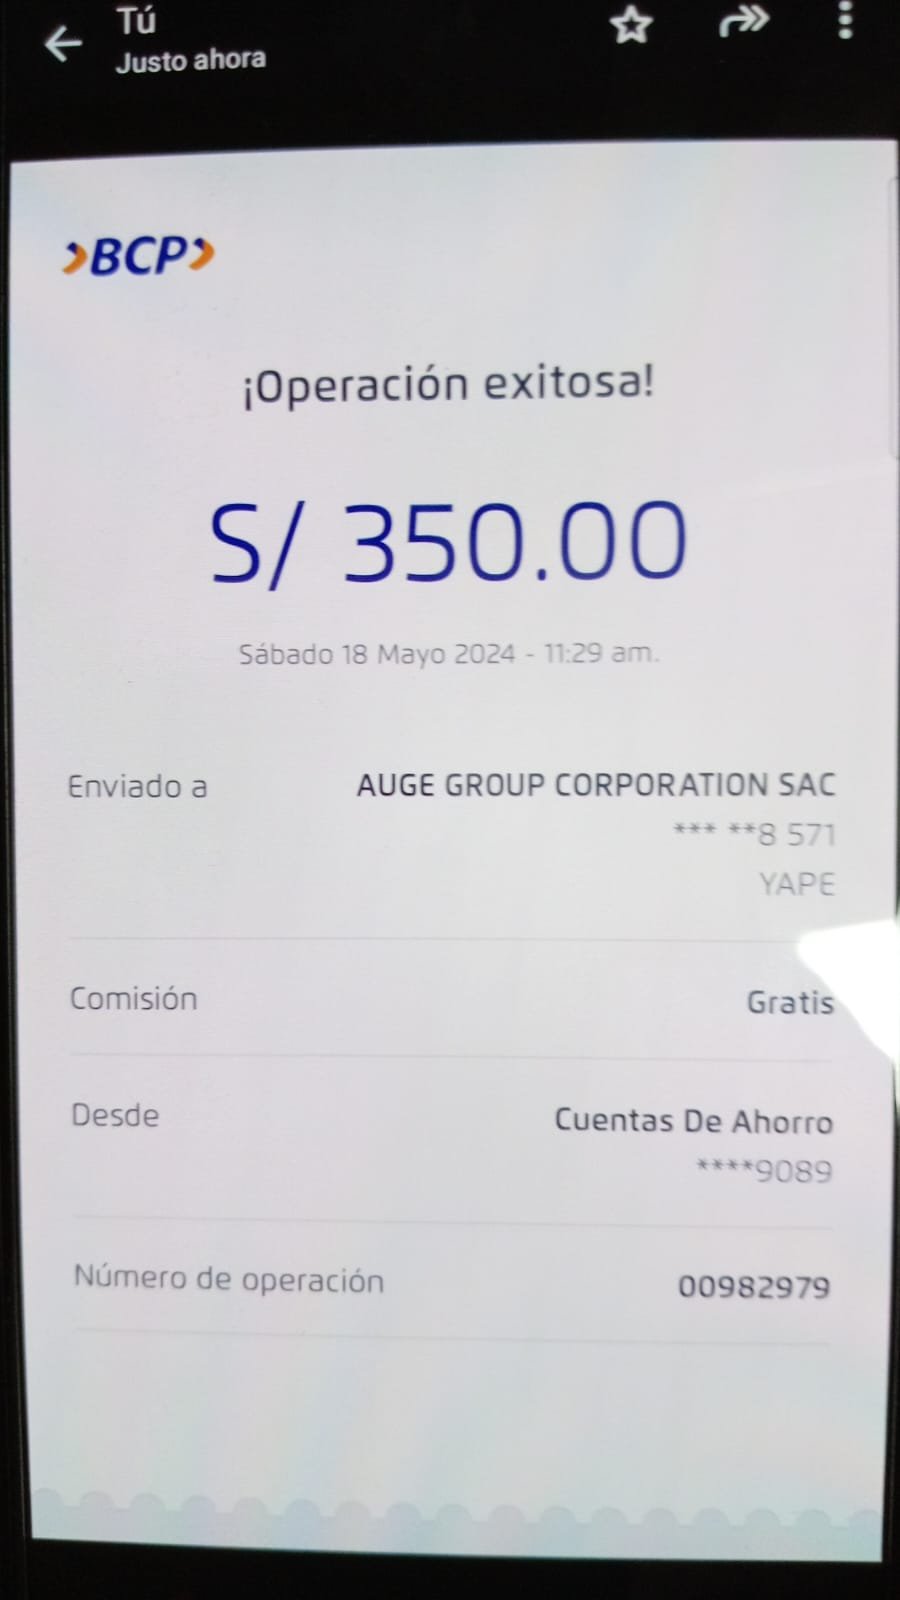 Tú
Justo ahora
BCP
¡Operación exitosa!
S/ 350.00
Sábado 18 Mayo 2024 - 11:29 am.
Enviado a AUGE GROUP CORPORATION SAC
*** **8 571
YAPE
Comisión Gratis
Desde Cuentas De Ahorro
****9089
Número de operación 00982979